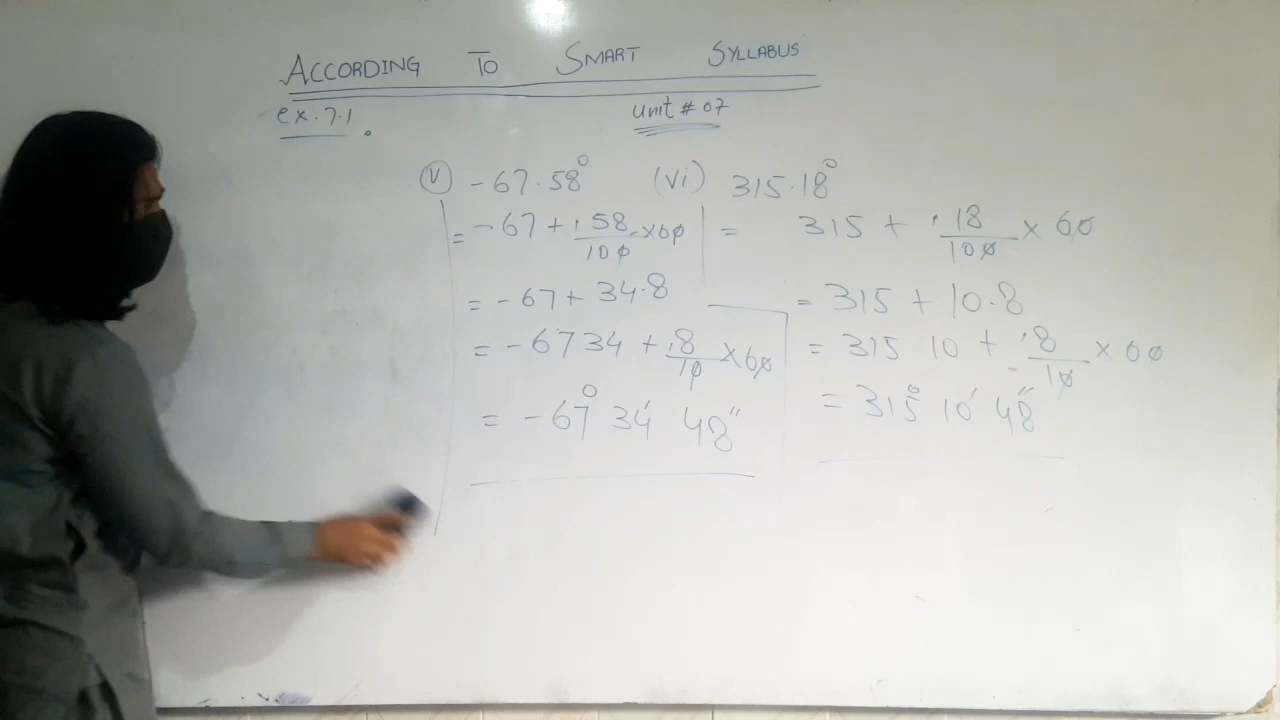 ACCORDING TO SMART SYLLABUS
ex. 7.1 Unit # 07
(v) -67.58° (vi) 315.18°
= -67 + .58/100 × 60 = 315 + .18/100 × 60
= -67 + 34.8 = 315 + 10.8
= -67 34 + .8/10 × 60 = 315 10 + .8/10 × 60
= -67° 34' 48" = 315° 10' 48"